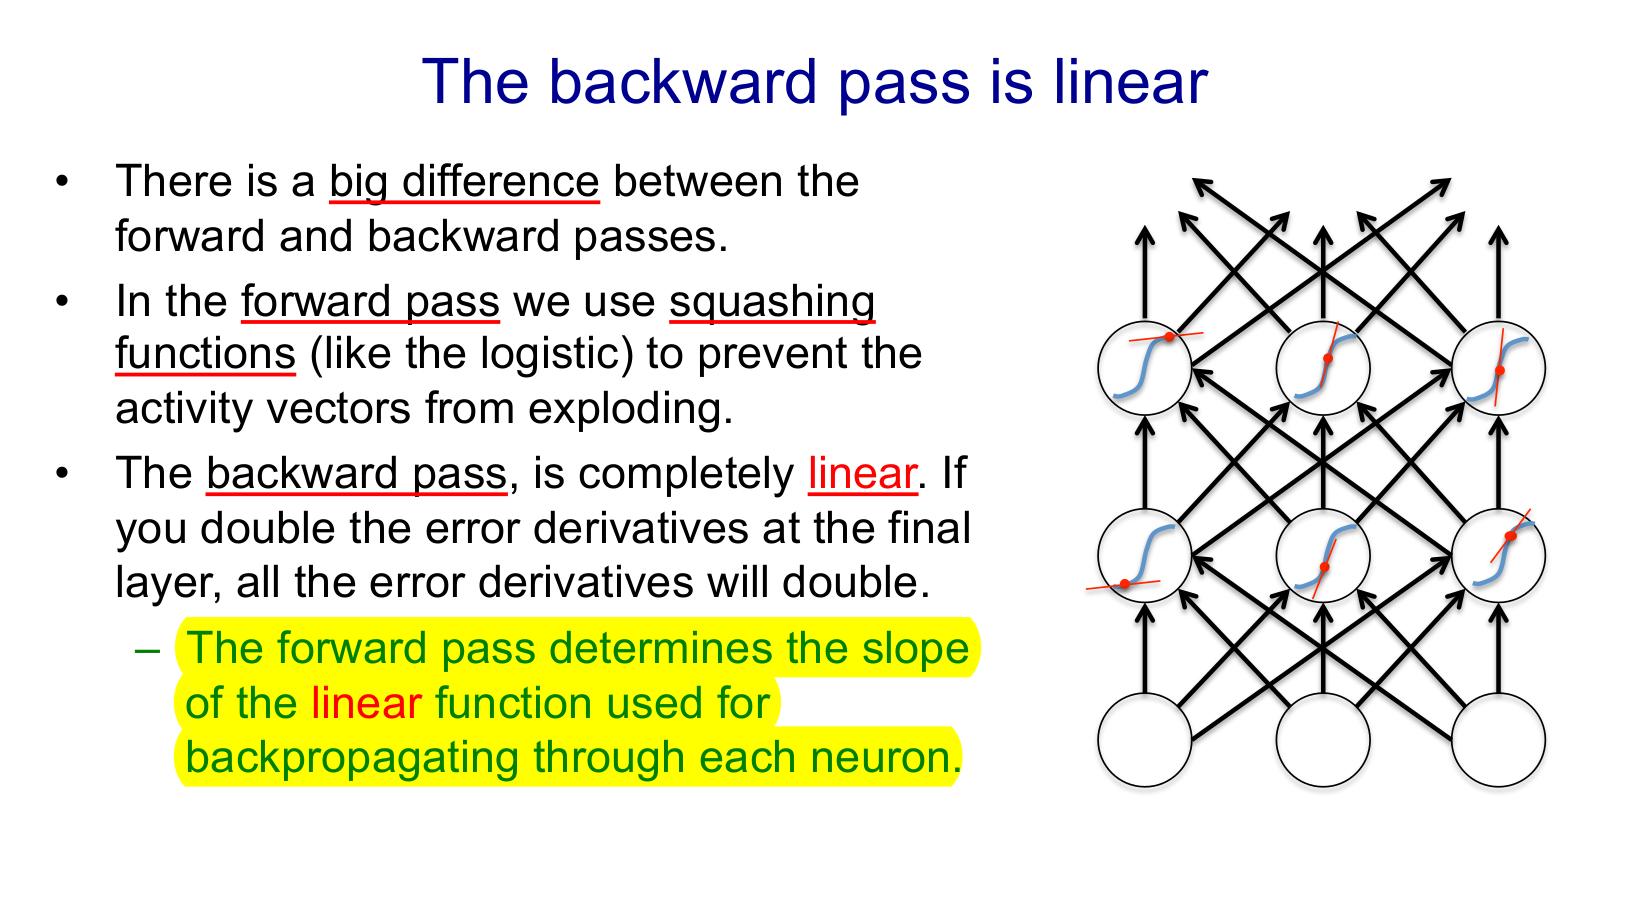 The backward pass is linear
• There is a big difference between the
forward and backward passes.
• In the forward pass we use squashing
functions (like the logistic) to prevent the
activity vectors from exploding.
• The backward pass, is completely linear. If
you double the error derivatives at the final
layer, all the error derivatives will double.
– The forward pass determines the slope
of the linear function used for
backpropagating through each neuron.